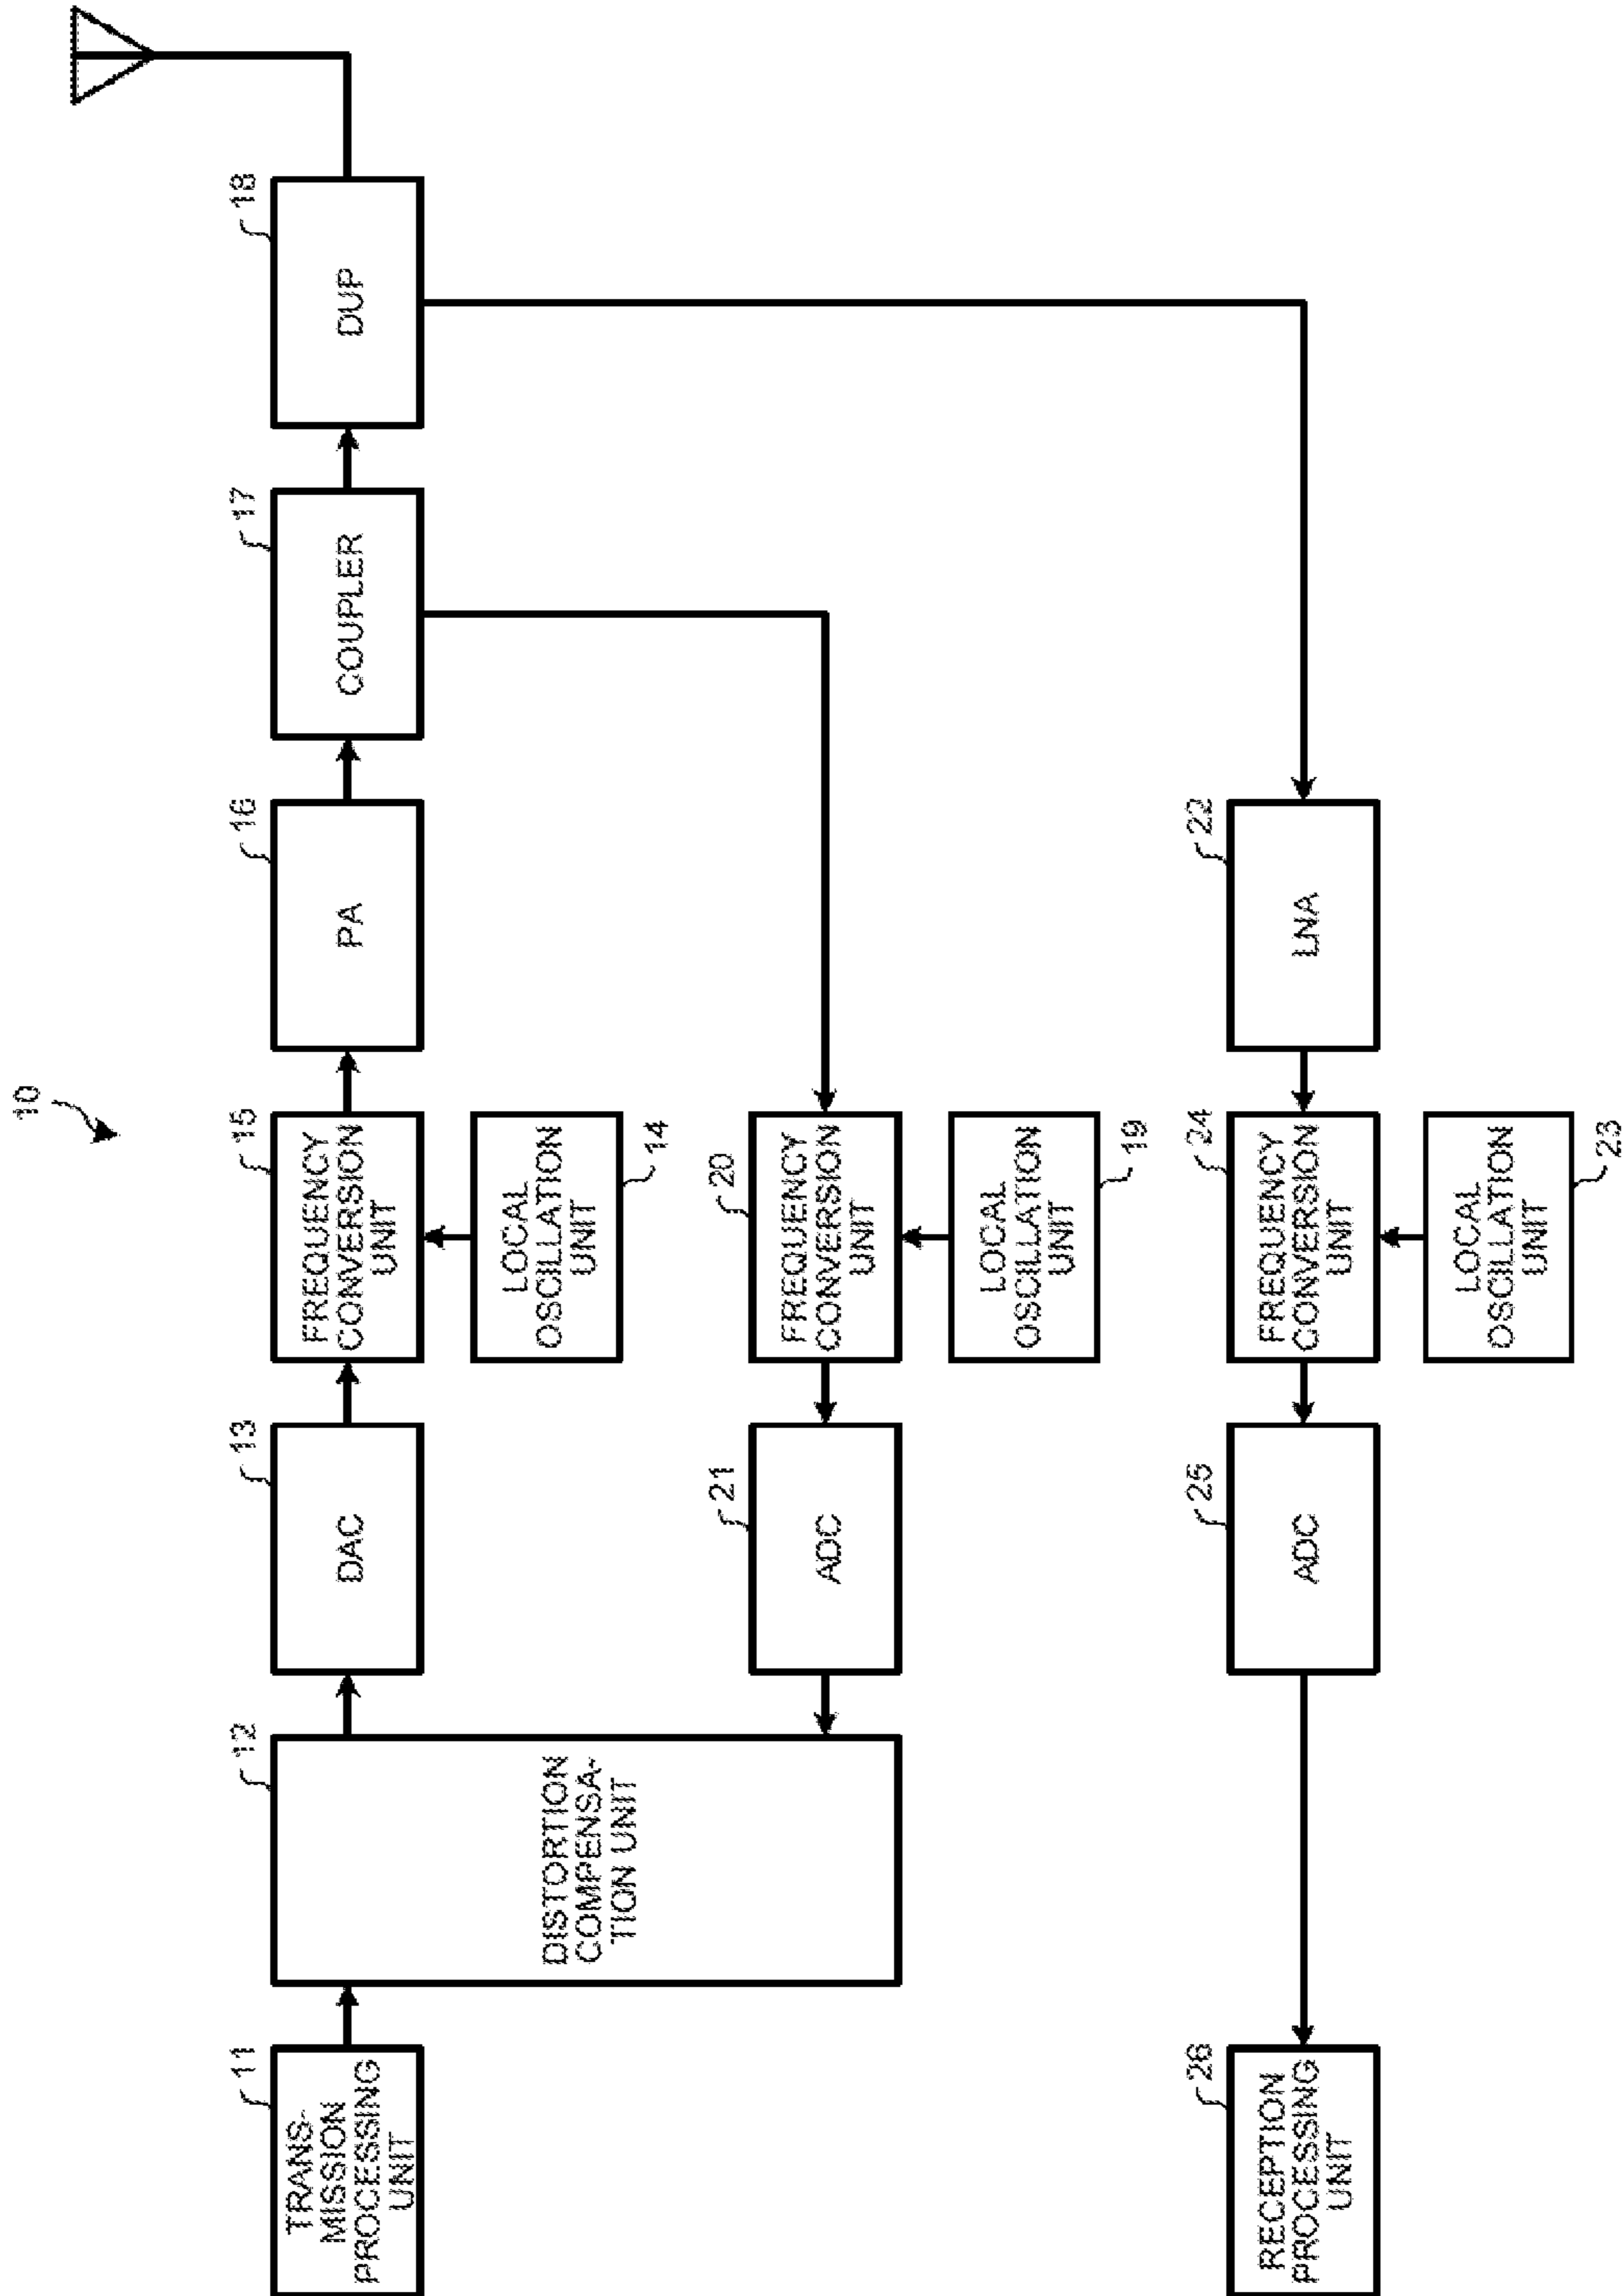 10
11
TRANS-
MISSION
PROCESSING
UNIT
12
DISTORTION
COMPENSA-
TION UNIT
13
DAC
15
FREQUENCY
CONVERSION
UNIT
16
PA
17
COUPLER
18
DUP
LOCAL
OSCILLATION
UNIT
14
21
ADC
20
FREQUENCY
CONVERSION
UNIT
LOCAL
OSCILLATION
UNIT
19
26
RECEPTION
PROCESSING
UNIT
25
ADC
24
FREQUENCY
CONVERSION
UNIT
22
LNA
LOCAL
OSCILLATION
UNIT
23